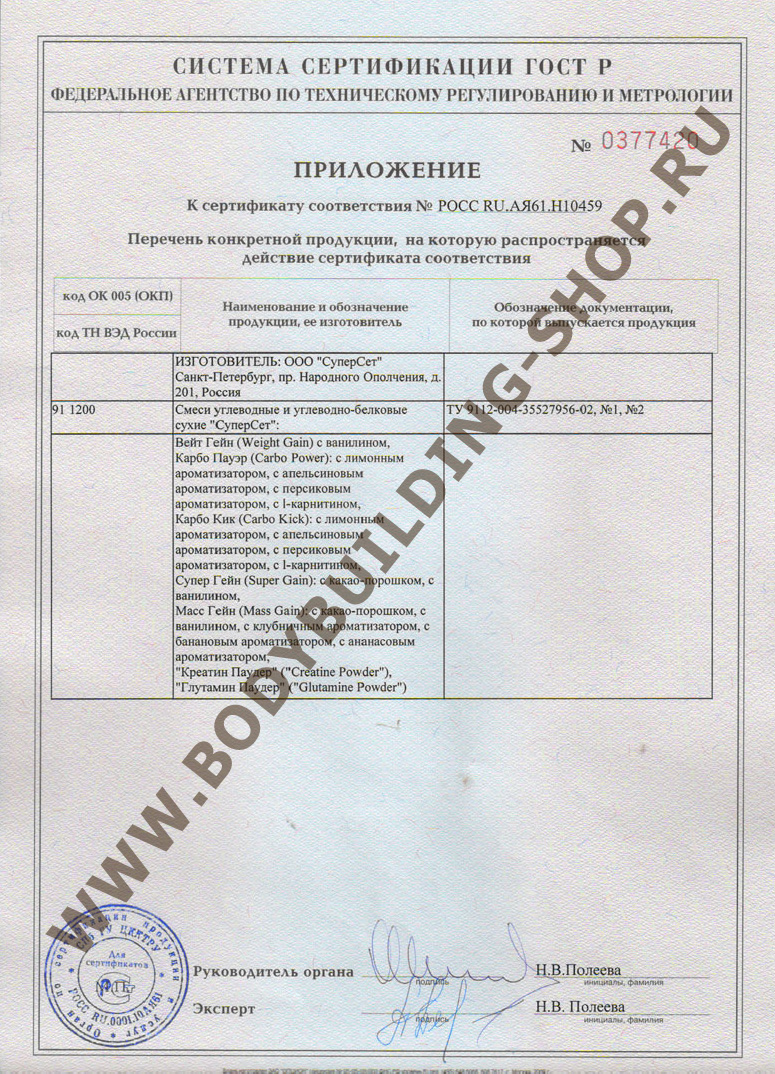 СИСТЕМА СЕРТИФИКАЦИИ ГОСТ Р
ФЕДЕРАЛЬНОЕ АГЕНТСТВО ПО ТЕХНИЧЕСКОМУ РЕГУЛИРОВАНИЮ И МЕТРОЛОГИИ
№ 0377420
ПРИЛОЖЕНИЕ
К сертификату соответствия № РОСС RU.АЯ61.Н10459
Перечень конкретной продукции, на которую распространяется
действие сертификата соответствия
код ОК 005 (ОКП)
код ТН ВЭД России
Наименование и обозначение
продукции, ее изготовитель
Обозначение документации,
по которой выпускается продукция
ИЗГОТОВИТЕЛЬ: ООО "СуперСет"
Санкт-Петербург, пр. Народного Ополчения, д.
201, Россия
91 1200
Смеси углеводные и углеводно-белковые
сухие "СуперСет":
ТУ 9112-004-35527956-02, №1, №2
Вейт Гейн (Weight Gain) с ванилином,
Карбо Пауэр (Carbo Power): с лимонным
ароматизатором, с апельсиновым
ароматизатором, с персиковым
ароматизатором, с l-карнитином,
Карбо Кик (Carbo Kick): с лимонным
ароматизатором, с апельсиновым
ароматизатором, с персиковым
ароматизатором, с l-карнитином,
Супер Гейн (Super Gain): с какао-порошком, с
ванилином,
Масс Гейн (Mass Gain): с какао-порошком, с
ванилином, с клубничным ароматизатором, с
банановым ароматизатором, с ананасовым
ароматизатором,
"Креатин Паудер" ("Creatine Powder"),
"Глутамин Паудер" ("Glutamine Powder")
WWW.BODYBUILDING-SHOP.RU
Орган по сертификации продукции и услуг
Для
сертификатов
РОСС RU.0001.10АЯ61
Руководитель органа
подпись
Н.В.Полеева
инициалы, фамилия
Эксперт
подпись
Н.В. Полеева
инициалы, фамилия